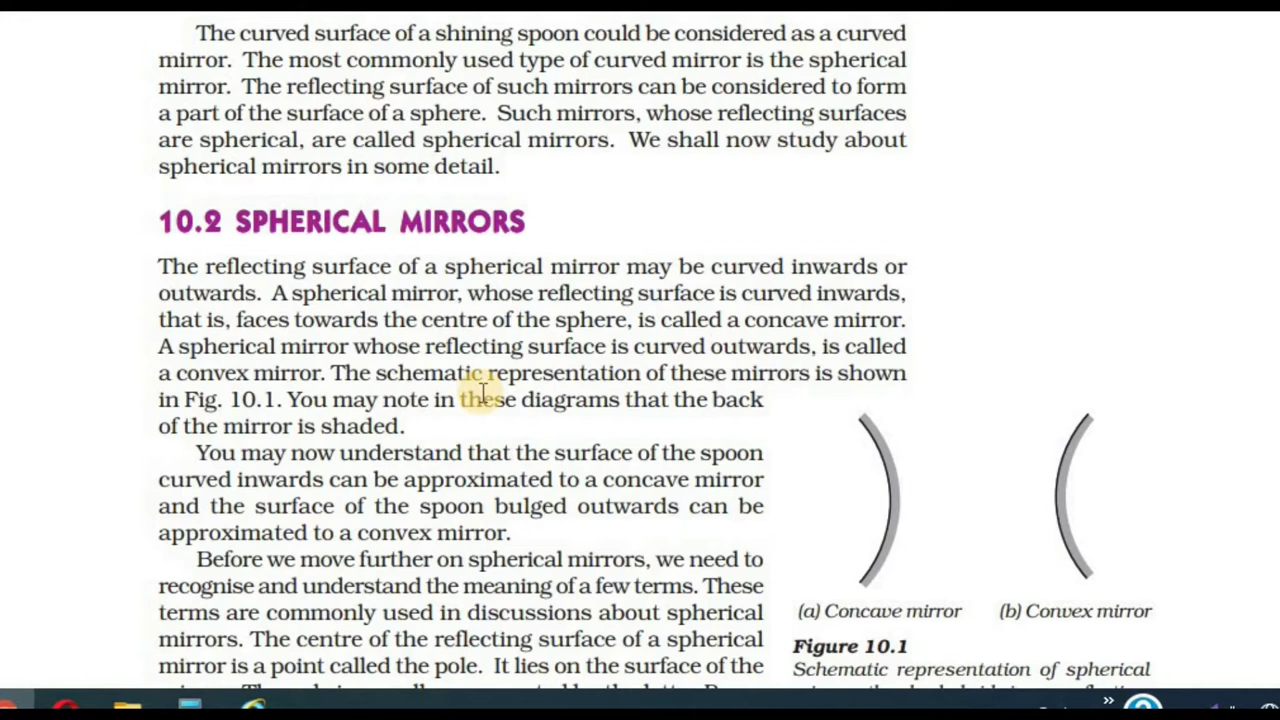 The curved surface of a shining spoon could be considered as a curved
mirror. The most commonly used type of curved mirror is the spherical
mirror. The reflecting surface of such mirrors can be considered to form
a part of the surface of a sphere. Such mirrors, whose reflecting surfaces
are spherical, are called spherical mirrors. We shall now study about
spherical mirrors in some detail.
10.2 SPHERICAL MIRRORS
The reflecting surface of a spherical mirror may be curved inwards or
outwards. A spherical mirror, whose reflecting surface is curved inwards,
that is, faces towards the centre of the sphere, is called a concave mirror.
A spherical mirror whose reflecting surface is curved outwards, is called
a convex mirror. The schematic representation of these mirrors is shown
in Fig. 10.1. You may note in these diagrams that the back
of the mirror is shaded.
You may now understand that the surface of the spoon
curved inwards can be approximated to a concave mirror
and the surface of the spoon bulged outwards can be
approximated to a convex mirror.
Before we move further on spherical mirrors, we need to
recognise and understand the meaning of a few terms. These
terms are commonly used in discussions about spherical
mirrors. The centre of the reflecting surface of a spherical
mirror is a point called the pole. It lies on the surface of the
(a) Concave mirror
(b) Convex mirror
Figure 10.1
Schematic representation of spherical